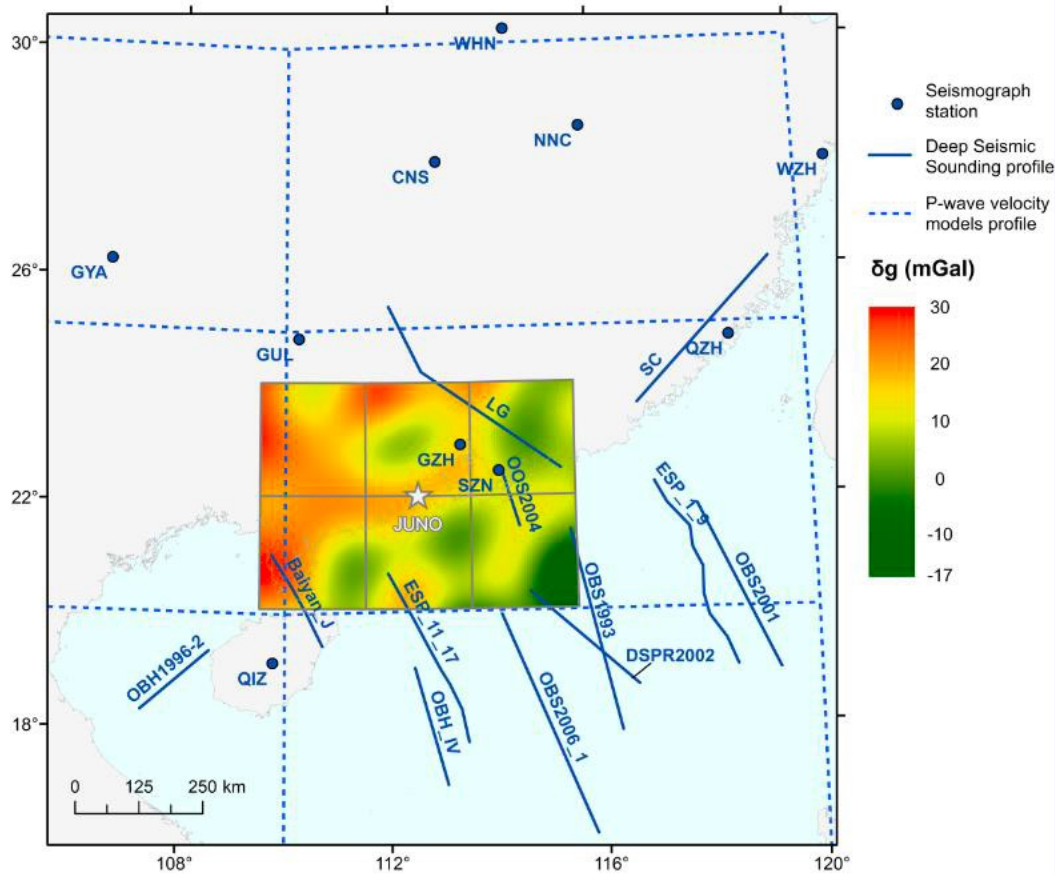 30°
26°
22°
18°
108°
112°
116°
120°
WHN
NNC
CNS
WZH
GYA
GUL
QZH
SC
LG
GZH
SZN
OOS2004
JUNO
ESP_1_9
OBS2001
Baiyan_J
ESP_11_17
OBS1993
DSPR2002
OBH1996-2
QIZ
OBH_IV
OBS2006_1
0 125 250 km
Seismograph
station
Deep Seismic
Sounding profile
P-wave velocity
models profile
δg (mGal)
30
20
10
0
-10
-17